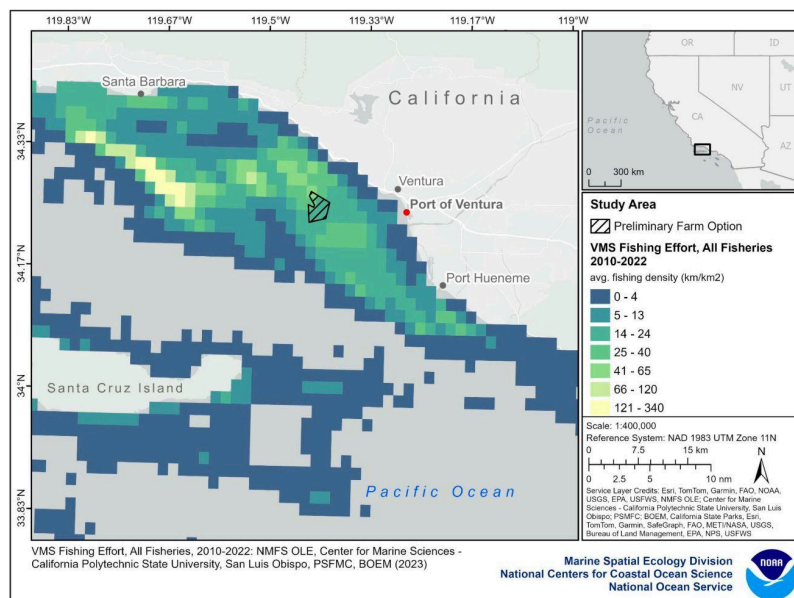 119.83°W 119.67°W 119.5°W 119.33°W 119.17°W 119°W
34.33°N
34.17°N
34°N
33.83°N
Santa Barbara
California
Ventura
Port of Ventura
Port Hueneme
Santa Cruz Island
Pacific Ocean
OR ID
NV UT
CA
AZ
Pacific
Ocean
0 300 km
Study Area
Preliminary Farm Option
VMS Fishing Effort, All Fisheries
2010-2022
avg. fishing density (km/km2)
0 - 4
5 - 13
14 - 24
25 - 40
41 - 65
66 - 120
121 - 340
Scale: 1:400,000
Reference System: NAD 1983 UTM Zone 11N
0 7.5 15 km
N
0 2.5 5 10 nm
Service Layer Credits: Esri, TomTom, Garmin, FAO, NOAA,
USGS, EPA, USFWS, NMFS OLE; Center for Marine
Sciences - California Polytechnic State University, San Luis
Obispo; PSMFC; BOEM, California State Parks, Esri,
TomTom, Garmin, SafeGraph, FAO, METI/NASA, USGS,
Bureau of Land Management, EPA, NPS, USFWS
VMS Fishing Effort, All Fisheries, 2010-2022: NMFS OLE, Center for Marine Sciences -
California Polytechnic State University, San Luis Obispo, PSFMC, BOEM (2023)
Marine Spatial Ecology Division
National Centers for Coastal Ocean Science
National Ocean Service
NOAA